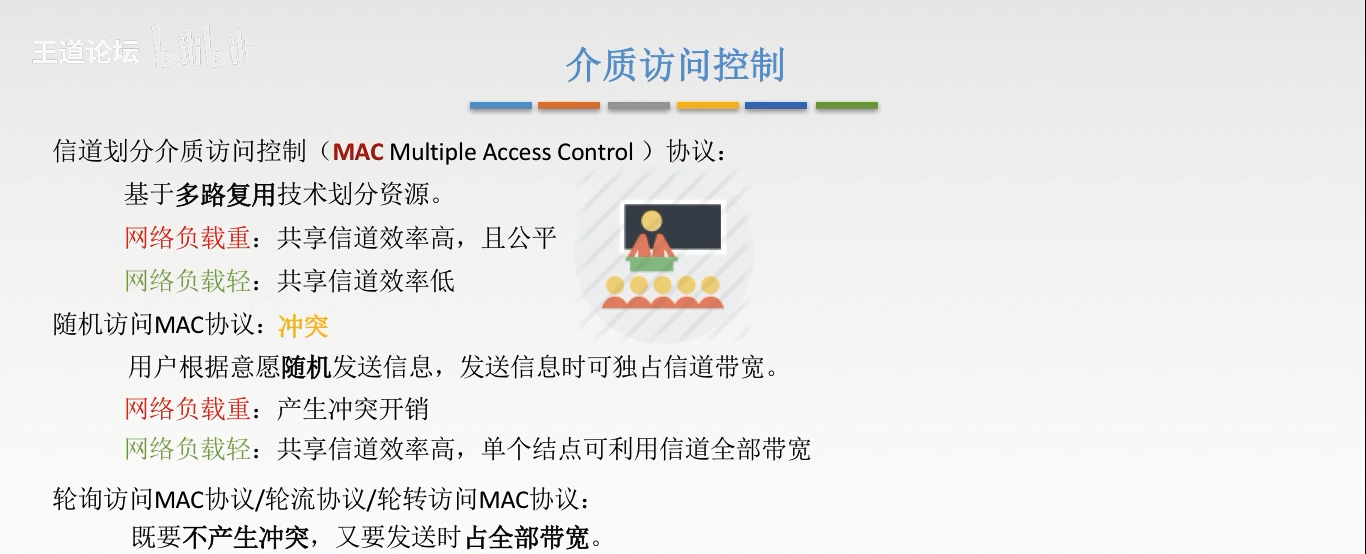 王道论坛 bilibili
介质访问控制
信道划分介质访问控制（MAC Multiple Access Control ）协议：
基于多路复用技术划分资源。
网络负载重：共享信道效率高，且公平
网络负载轻：共享信道效率低
随机访问MAC协议：冲突
用户根据意愿随机发送信息，发送信息时可独占信道带宽。
网络负载重：产生冲突开销
网络负载轻：共享信道效率高，单个结点可利用信道全部带宽
轮询访问MAC协议/轮流协议/轮转访问MAC协议：
既要不产生冲突，又要发送时占全部带宽。